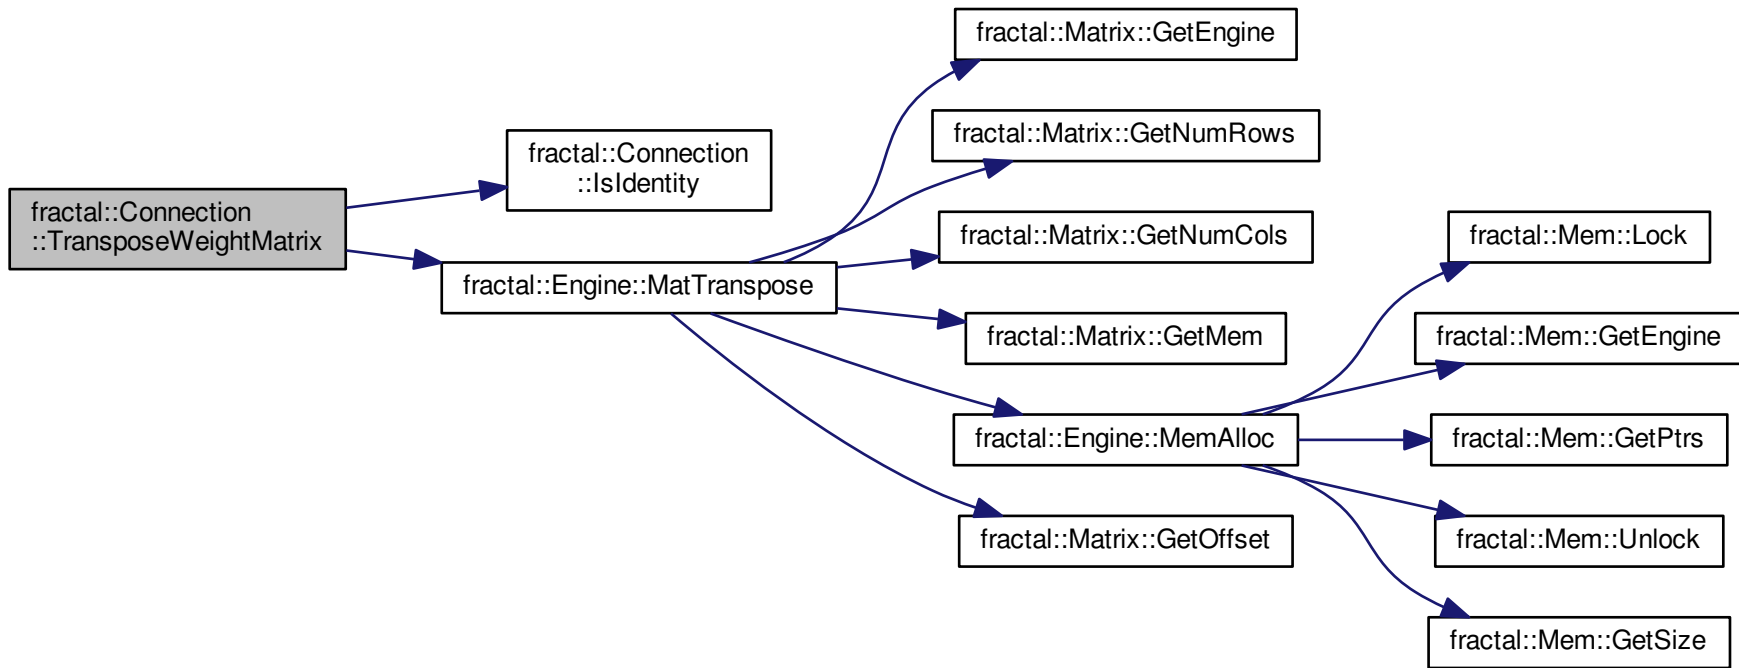 fractal::Connection
::TransposeWeightMatrix
fractal::Connection
::IsIdentity
fractal::Engine::MatTranspose
fractal::Matrix::GetEngine
fractal::Matrix::GetNumRows
fractal::Matrix::GetNumCols
fractal::Matrix::GetMem
fractal::Engine::MemAlloc
fractal::Matrix::GetOffset
fractal::Mem::Lock
fractal::Mem::GetEngine
fractal::Mem::GetPtrs
fractal::Mem::Unlock
fractal::Mem::GetSize